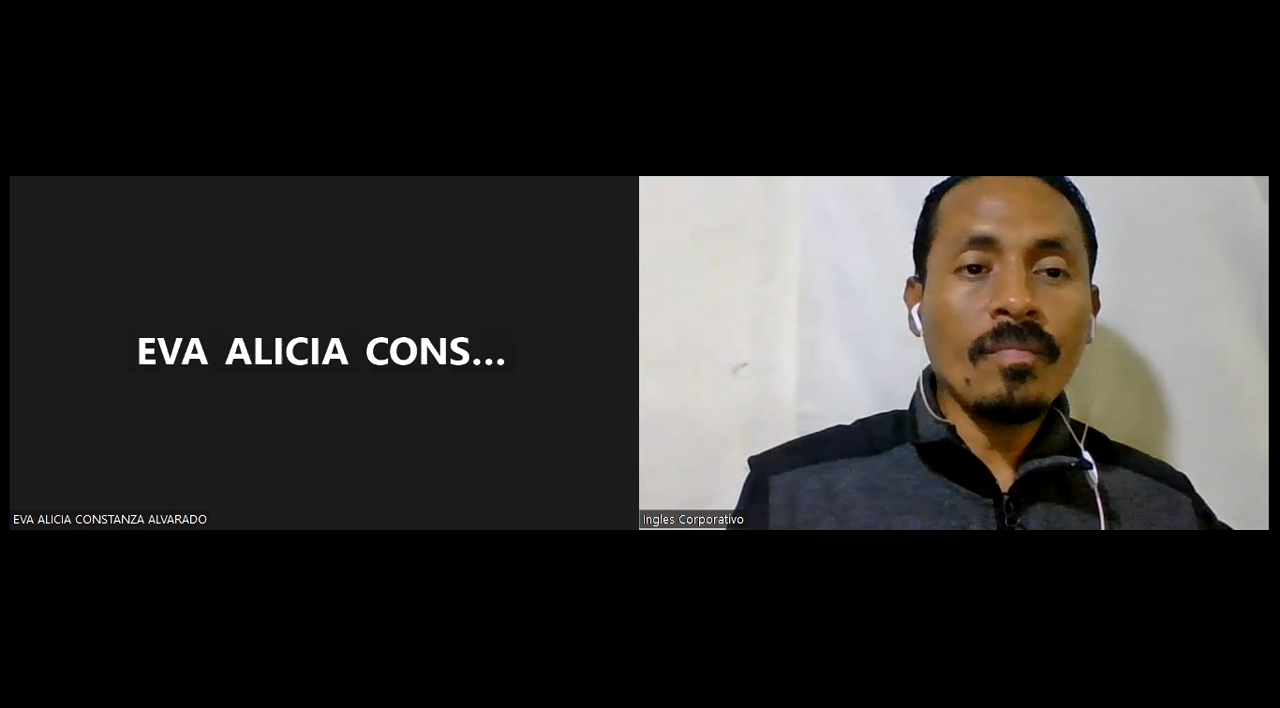 EVA ALICIA CONS...
EVA ALICIA CONSTANZA ALVARADO
Ingles Corporativo